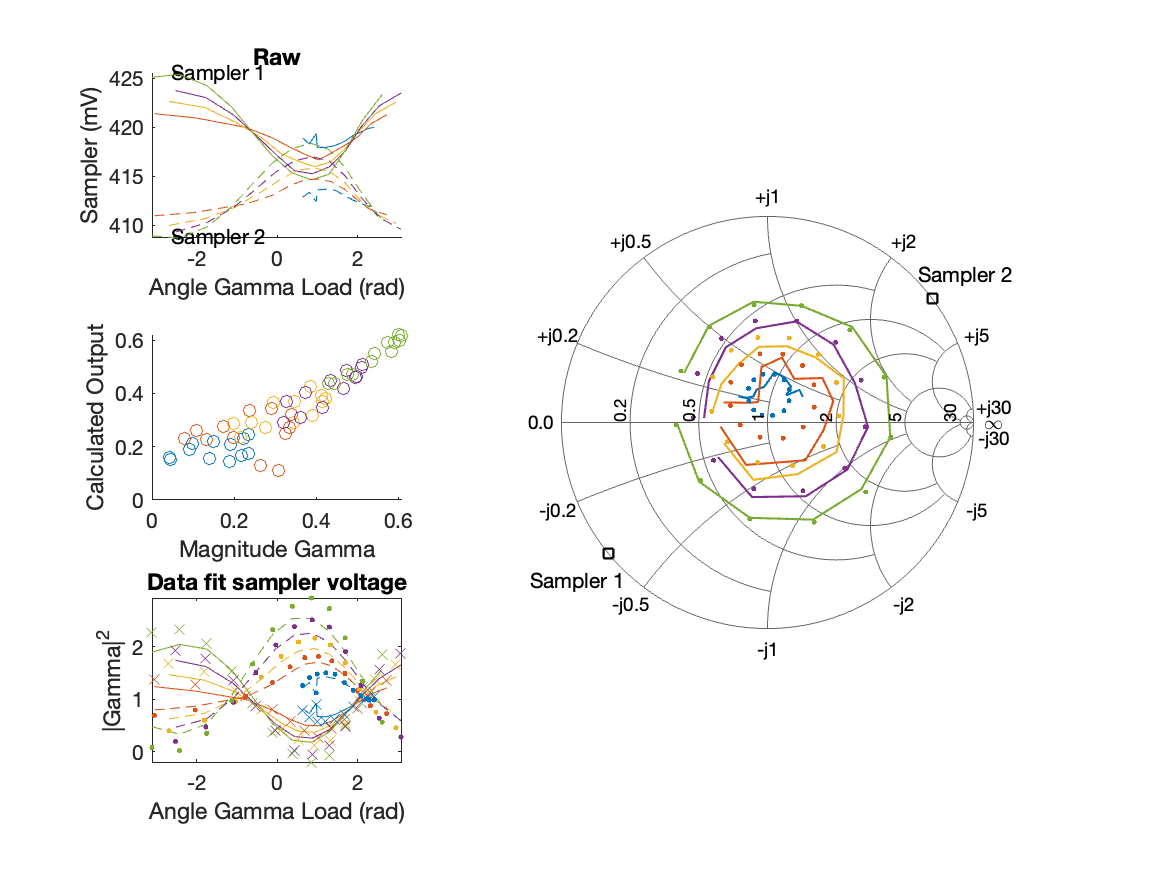 Raw
Sampler 1
425
420
415
410
Sampler (mV)
Sampler 2
-2
0
2
Angle Gamma Load (rad)
0.6
0.4
0.2
0
Calculated Output
0
0.2
0.4
0.6
Magnitude Gamma
Data fit sampler voltage
2
1
0
|Gamma|²
-2
0
2
Angle Gamma Load (rad)
+j1
+j0.5
+j2
Sampler 2
+j0.2
+j5
0.0
0.2
0.5
1
2
5
30
+j30
∞
-j30
-j0.2
-j5
Sampler 1
-j0.5
-j2
-j1